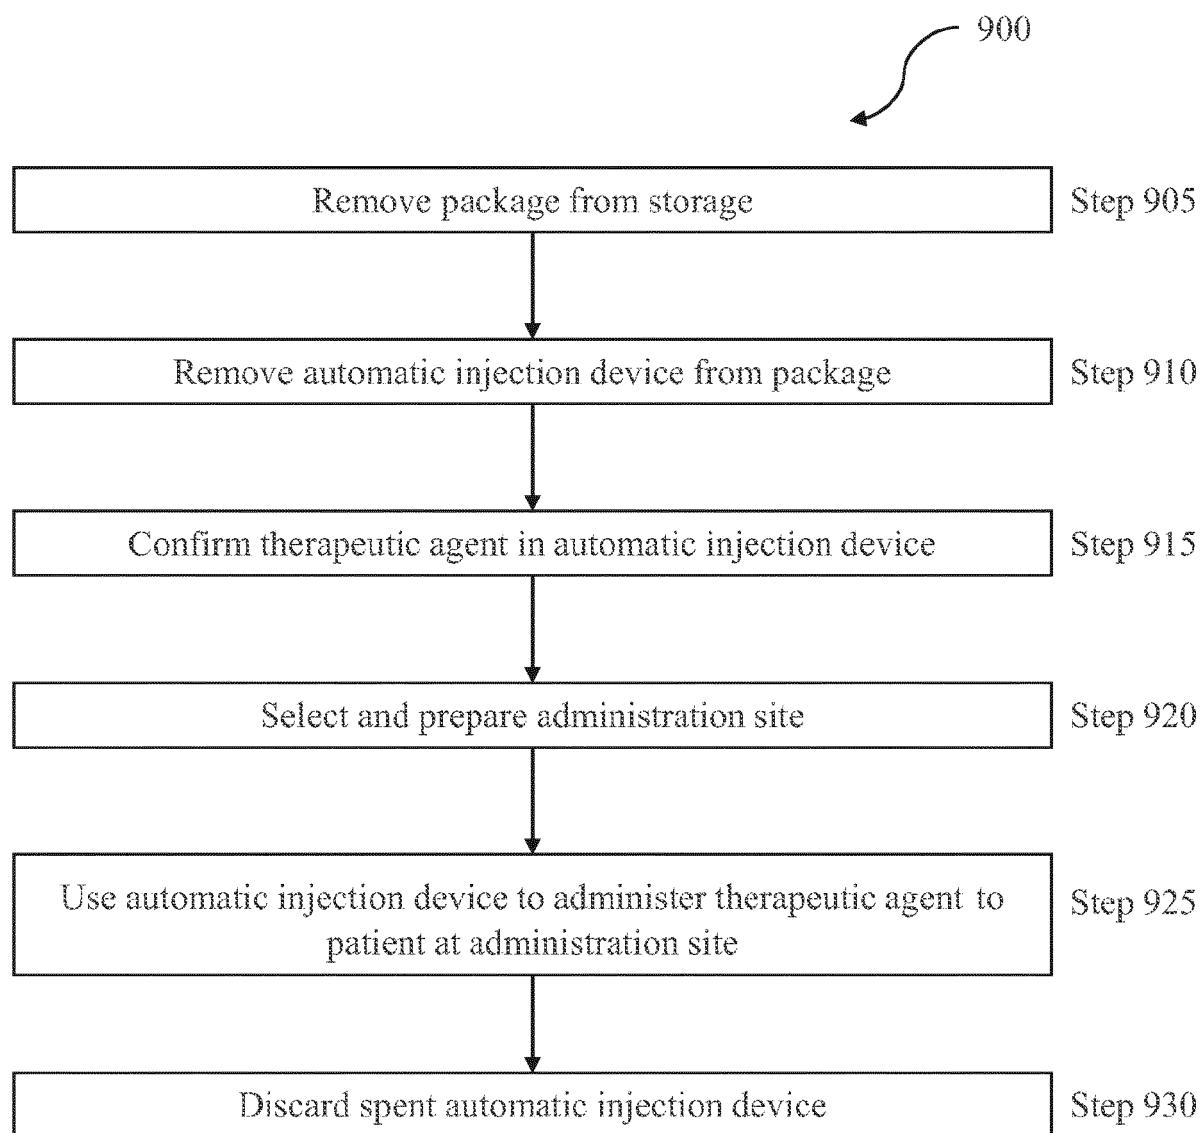 900
Remove package from storage Step 905
Remove automatic injection device from package Step 910
Confirm therapeutic agent in automatic injection device Step 915
Select and prepare administration site Step 920
Use automatic injection device to administer therapeutic agent to Step 925
patient at administration site
Discard spent automatic injection device Step 930